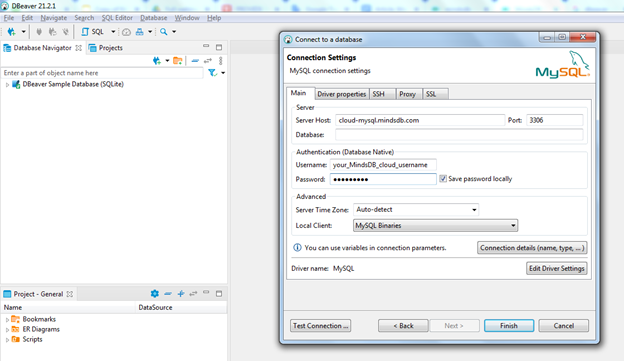 DBeaver 21.2.1
File Edit Navigate Search SQL Editor Database Window Help
SQL
Database Navigator Projects
Enter a part of object name here
DBeaver Sample Database (SQLite)
Project - General
Name DataSource
Bookmarks
ER Diagrams
Scripts
Connect to a database
Connection Settings
MySQL connection settings
MySQL
Main Driver properties SSH Proxy SSL
Server
Server Host: cloud-mysql.mindsdb.com Port: 3306
Database:
Authentication (Database Native)
Username: your_MindsDB_cloud_username
Password: •••••••••
Save password locally
Advanced
Server Time Zone: Auto-detect
Local Client: MySQL Binaries
You can use variables in connection parameters. Connection details (name, type, ... )
Driver name: MySQL Edit Driver Settings
Test Connection ... < Back Next > Finish Cancel